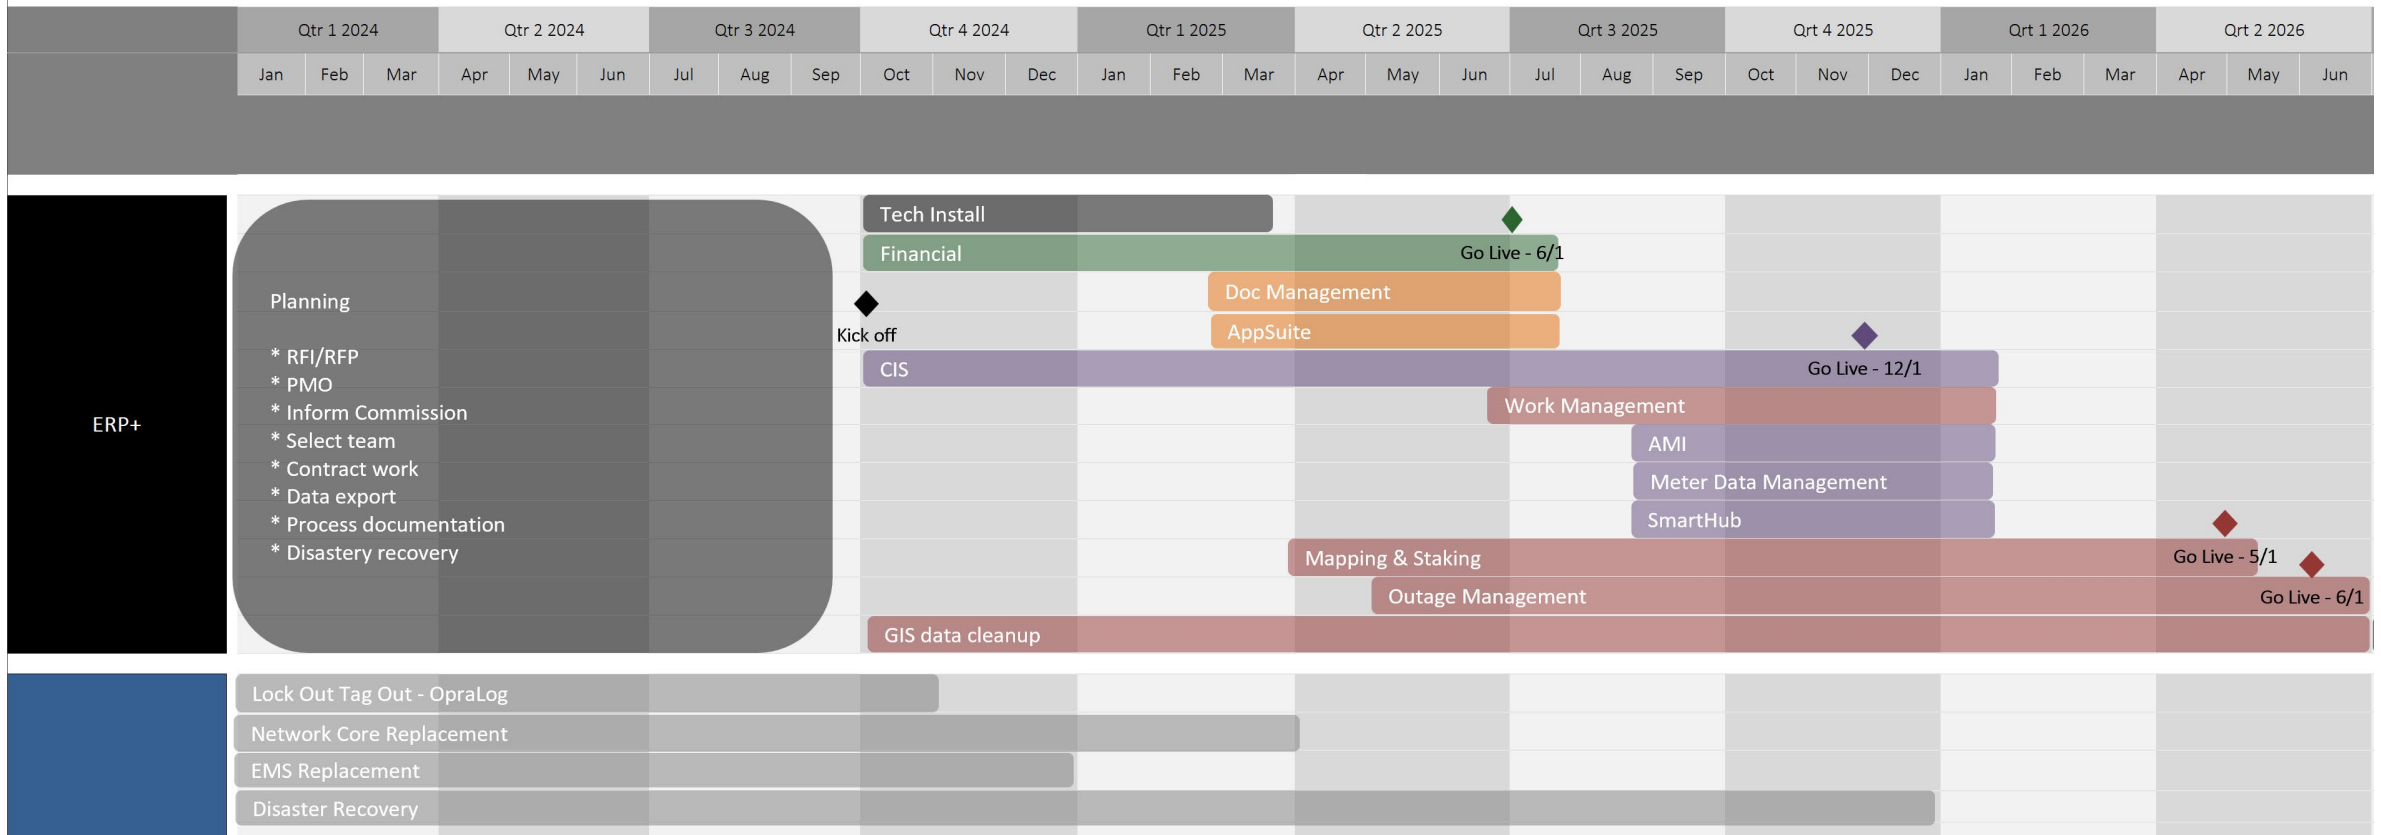 Qtr 1 2024 Qtr 2 2024 Qtr 3 2024 Qtr 4 2024 Qtr 1 2025 Qtr 2 2025 Qrt 3 2025 Qrt 4 2025 Qrt 1 2026 Qrt 2 2026
Jan Feb Mar Apr May Jun Jul Aug Sep Oct Nov Dec Jan Feb Mar Apr May Jun Jul Aug Sep Oct Nov Dec Jan Feb Mar Apr May Jun
ERP+
Planning
* RFI/RFP
* PMO
* Inform Commission
* Select team
* Contract work
* Data export
* Process documentation
* Disastery recovery
Kick off
Tech Install
Financial
Go Live - 6/1
Doc Management
AppSuite
CIS
Go Live - 12/1
Work Management
AMI
Meter Data Management
SmartHub
Mapping & Staking
Go Live - 5/1
Outage Management
Go Live - 6/1
GIS data cleanup
Lock Out Tag Out - OpraLog
Network Core Replacement
EMS Replacement
Disaster Recovery